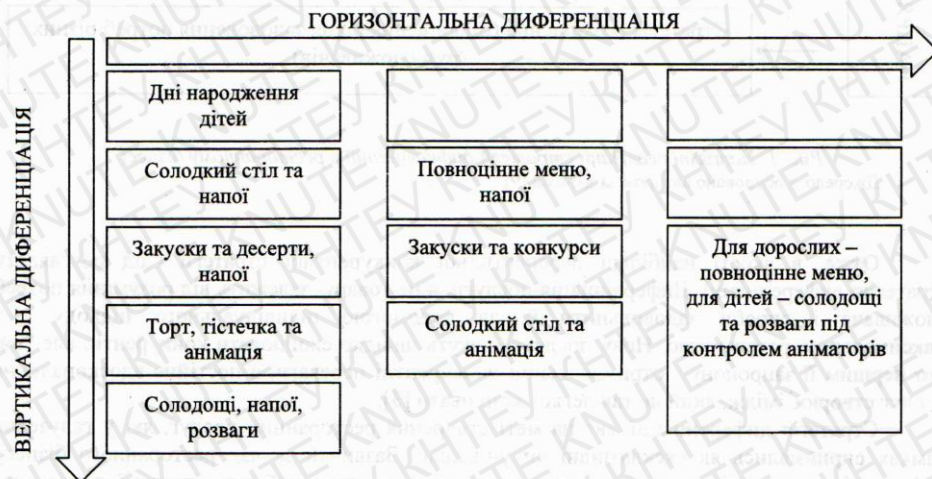 ГОРИЗОНТАЛЬНА ДИФЕРЕНЦІАЦІЯ
ВЕРТИКАЛЬНА ДИФЕРЕНЦІАЦІЯ
Дні народження
дітей
Солодкий стіл та
напої
Повноцінне меню,
напої
Закуски та десерти,
напої
Закуски та конкурси
Для дорослих –
повноцінне меню,
для дітей – солодощі
та розваги під
контролем аніматорів
Торт, тістечка та
анімація
Солодкий стіл та
анімація
Солодощі, напої,
розваги